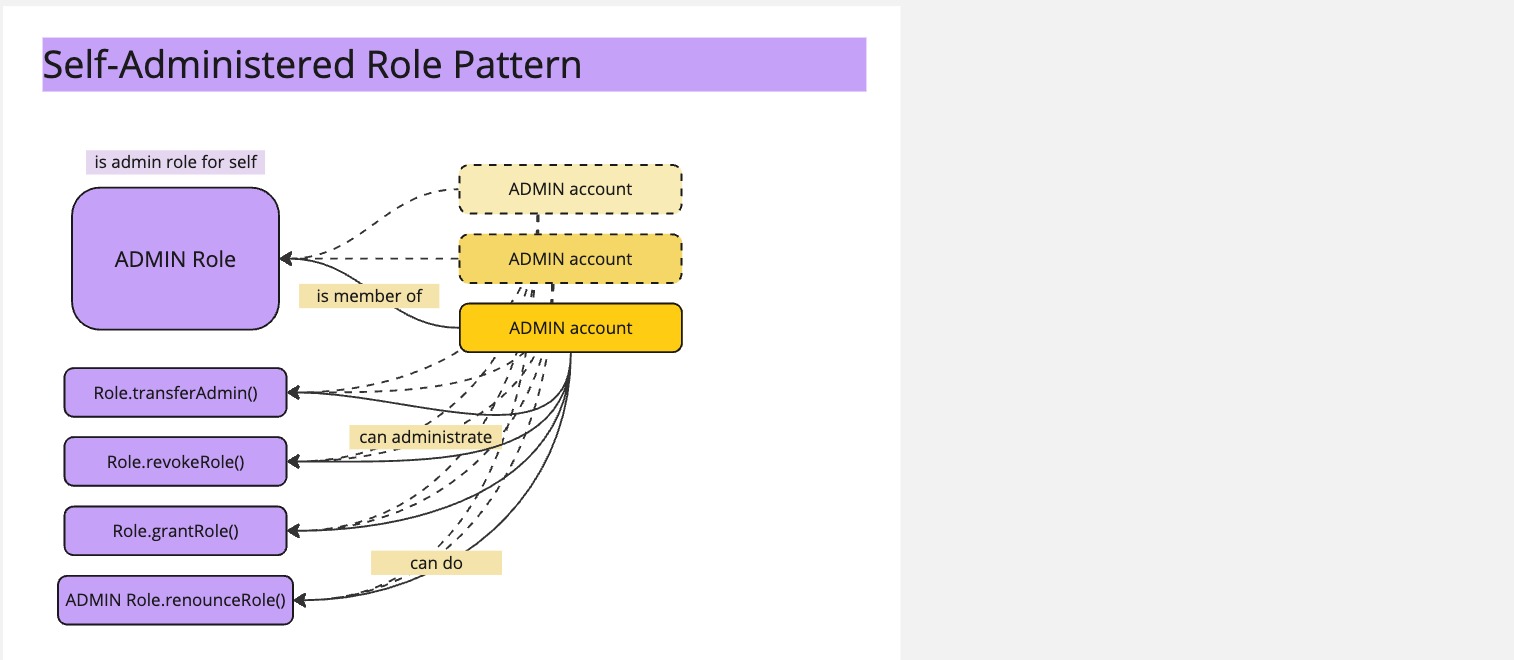 Self-Administered Role Pattern
is admin role for self
ADMIN Role
ADMIN account
ADMIN account
is member of
ADMIN account
Role.transferAdmin()
can administrate
Role.revokeRole()
Role.grantRole()
can do
ADMIN Role.renounceRole()